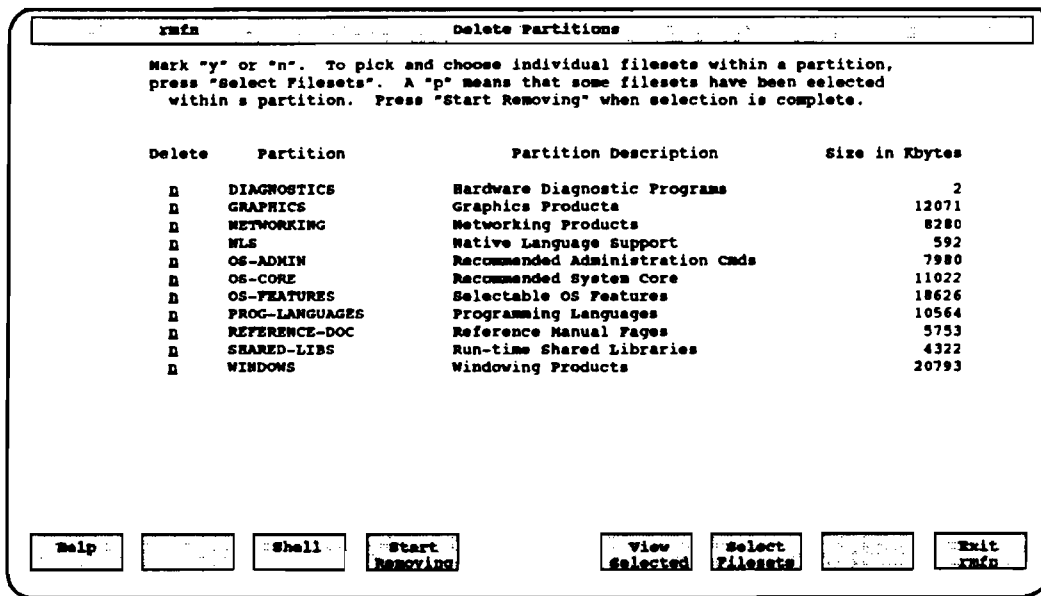 rmfn Delete Partitions
Mark "y" or "n". To pick and choose individual filesets within a partition,
press "Select Filesets". A "p" means that some filesets have been selected
within a partition. Press "Start Removing" when selection is complete.
Delete Partition Partition Description Size in Kbytes
n DIAGNOSTICS Hardware Diagnostic Programs 2
n GRAPHICS Graphics Products 12071
n NETWORKING Networking Products 8280
n NLS Native Language Support 592
n OS-ADMIN Recommended Administration Cmds 7980
n OS-CORE Recommended System Core 11022
n OS-FEATURES Selectable OS Features 18626
n PROG-LANGUAGES Programming Languages 10564
n REFERENCE-DOC Reference Manual Pages 5753
n SHARED-LIBS Run-time Shared Libraries 4322
n WINDOWS Windowing Products 20793
Help Shell Start Removing View Selected Select Filesets Exit rmfn